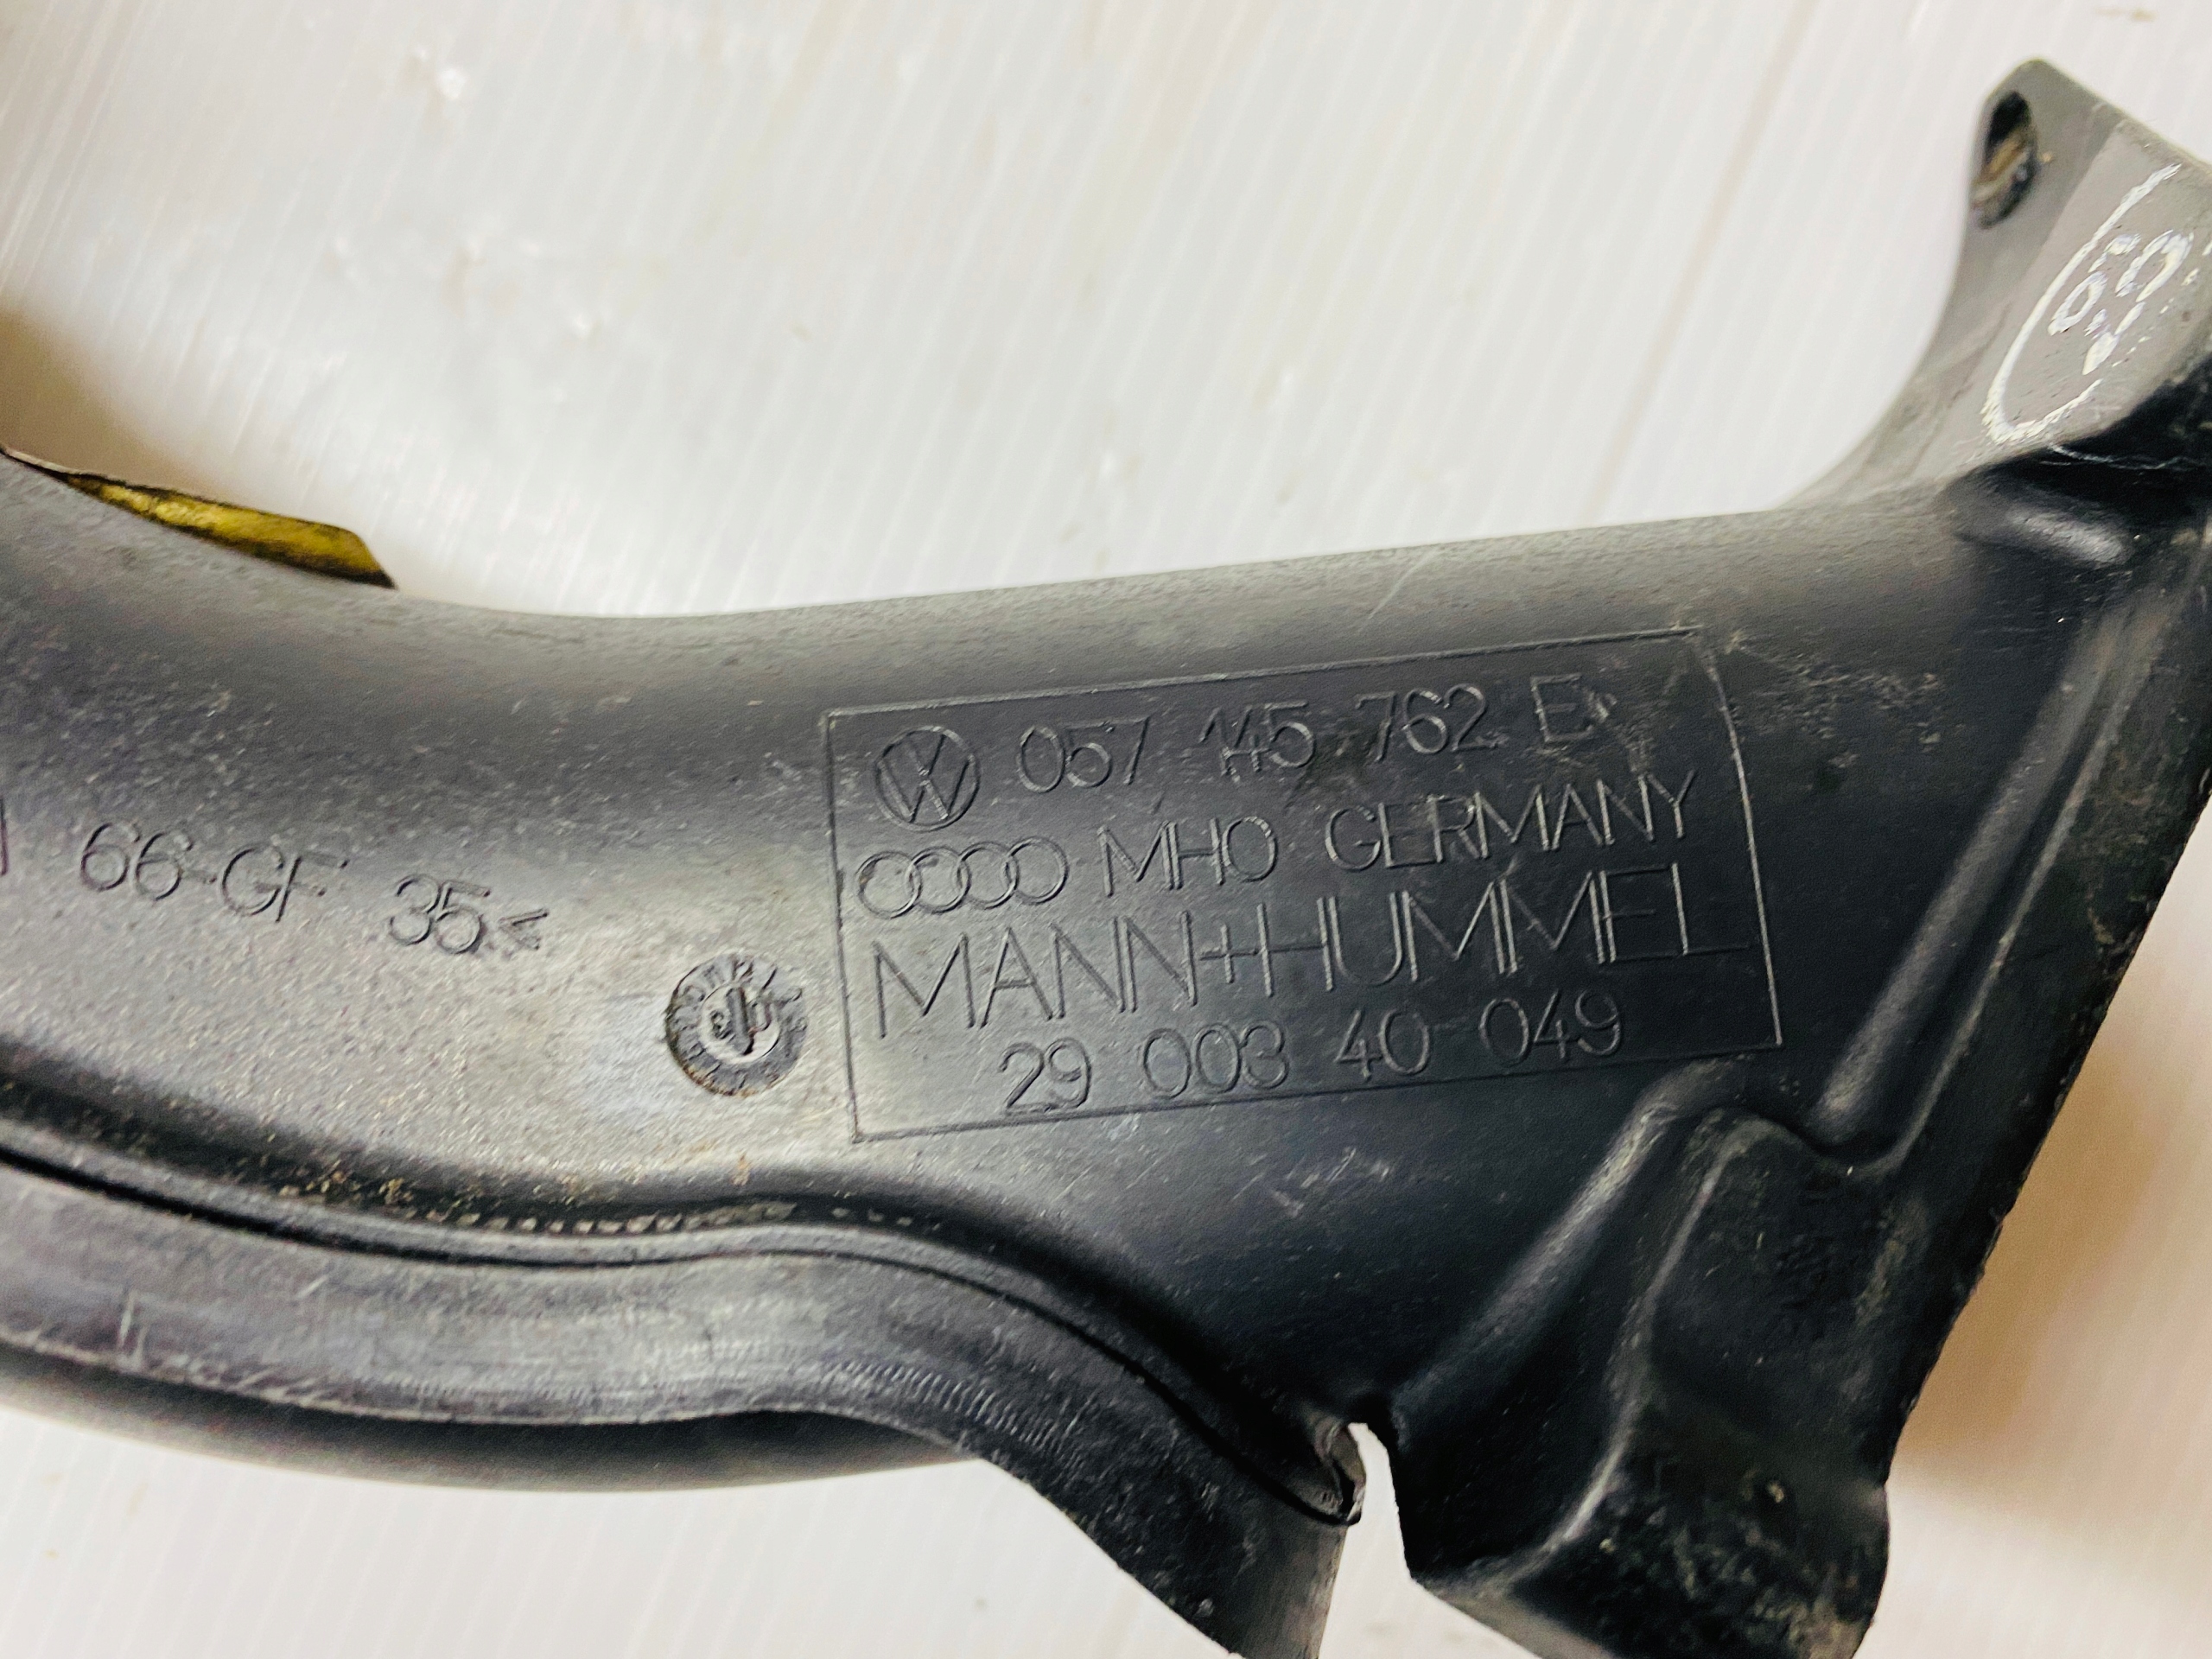 057 145 762 E
MHO GERMANY
MANN+HUMMEL
29 003 40 049
66-GF 35<